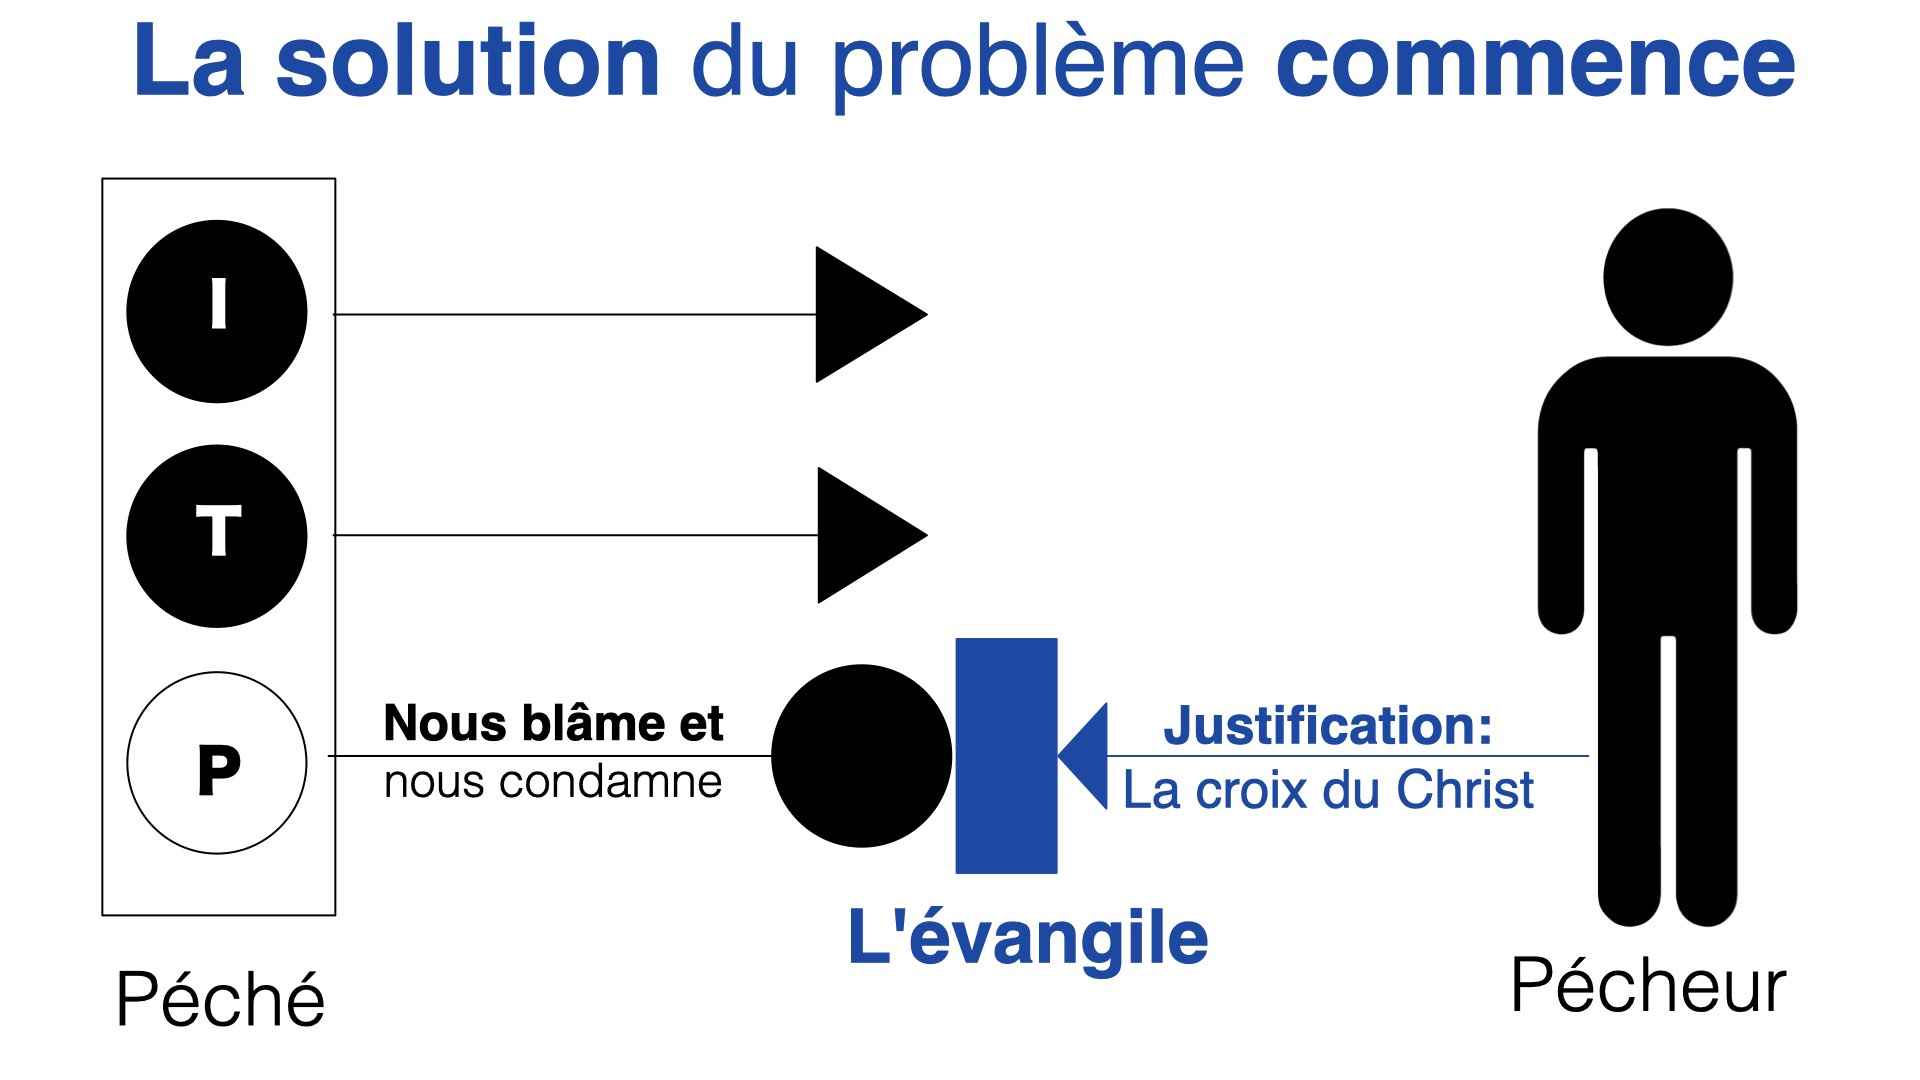 La solution du problème commence
I
T
P
Nous blâme et
nous condamne
Justification:
La croix du Christ
L'évangile
Péché
Pécheur